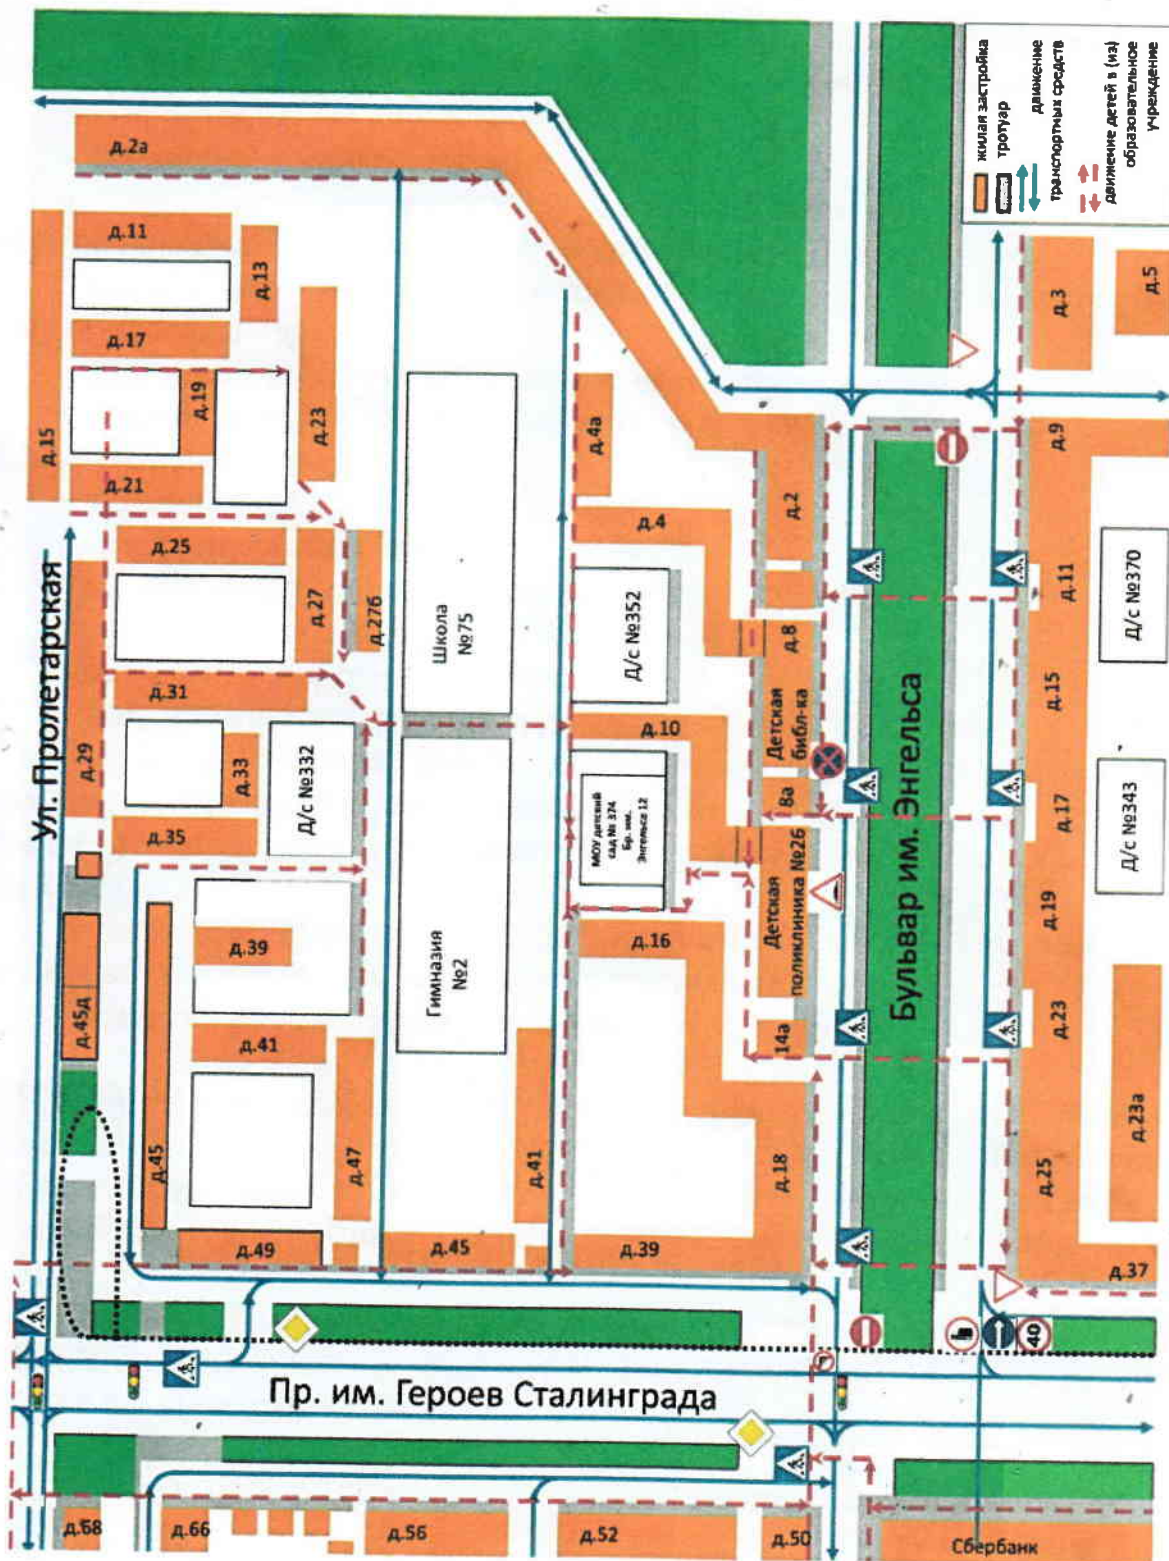 Ул. Пролетарская
д.2а
д.15
д.11
д.13
д.17
д.19
д.21
д.23
д.25
д.27
д.27б
д.29
д.31
д.33
д.35
Д/с №332
д.45д
д.39
д.41
д.45
д.47
д.49
Школа
№75
Гимназия
№2
д.45
д.41
д.4а
д.4
Д/с №352
д.10
МОУ детский
сад № 374
Бр. им.
Энгельса 12
д.16
д.18
д.39
д.2
д.8
Детская
библ-ка
8а
Детская
поликлиника №26
14а
Бульвар им. Энгельса
д.3
д.5
д.9
д.11
д.15
д.17
д.19
д.23
д.25
д.37
д.23а
Д/с №370
Д/с №343
40
Пр. им. Героев Сталинграда
д.68
д.66
д.56
д.52
д.50
Сбербанк
жилая застройка
тротуар
движение
транспортных средств
движение детей в (из)
образовательное
учреждение